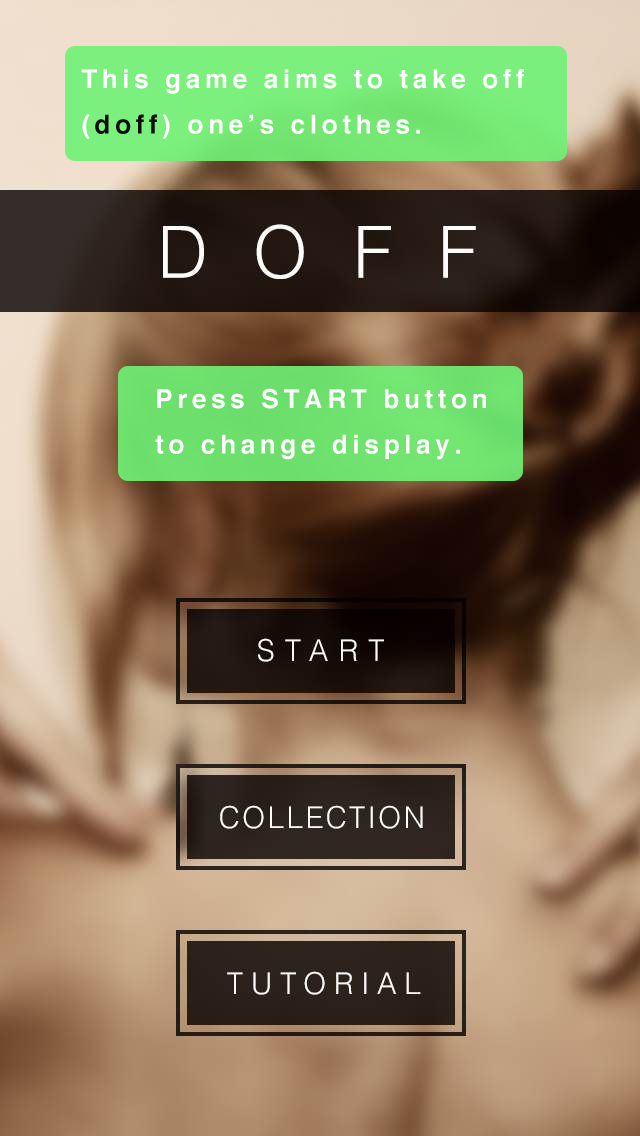 This game aims to take off
(doff) one’s clothes.
DOFF
Press START button
to change display.
START
COLLECTION
TUTORIAL